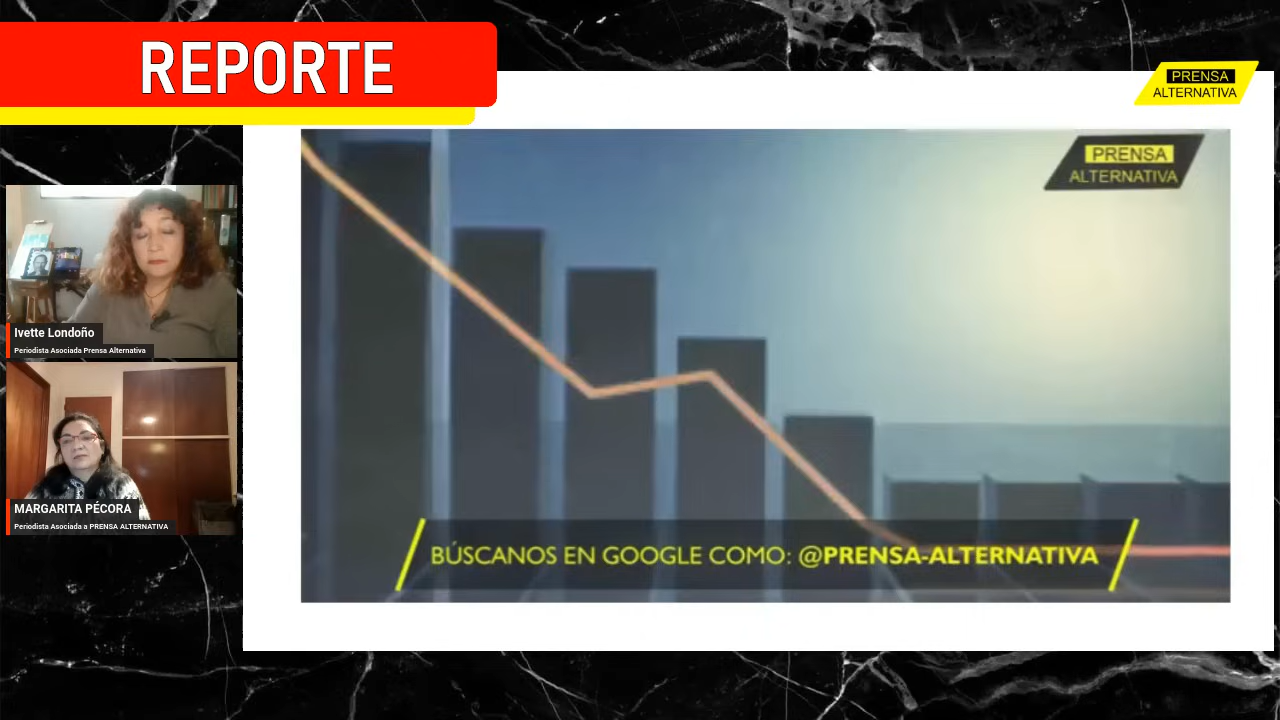 REPORTE
PRENSA
ALTERNATIVA
PRENSA
ALTERNATIVA
Ivette Londoño
Periodista Asociada Prensa Alternativa
MARGARITA PÉCORA
Periodista Asociada a PRENSA ALTERNATIVA
BÚSCANOS EN GOOGLE COMO: @PRENSA-ALTERNATIVA